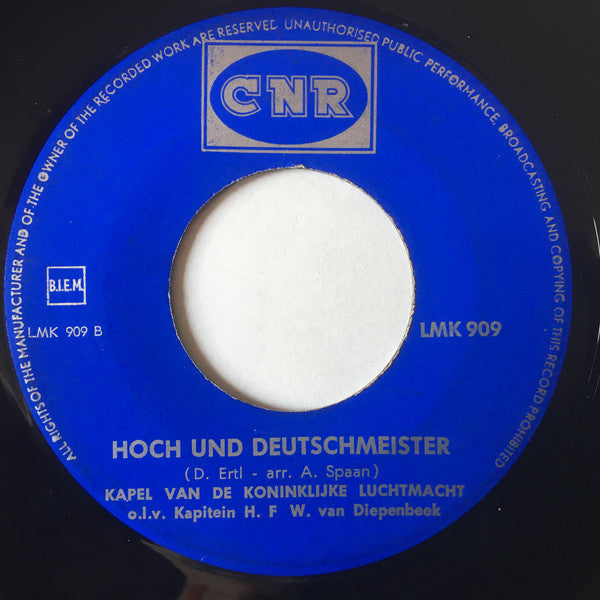 ALL RIGHTS OF THE MANUFACTURER AND OF THE OWNER OF THE RECORDED WORK ARE RESERVED UNAUTHORISED PUBLIC PERFORMANCE, BROADCASTING AND COPYING OF THIS RECORD PROHIBITED
CNR
B.I.E.M.
LMK 909 B
LMK 909
HOCH UND DEUTSCHMEISTER
(D. Ertl - arr. A. Spaan)
KAPEL VAN DE KONINKLIJKE LUCHTMACHT
o.l.v. Kapitein H. F W. van Diepenbeek